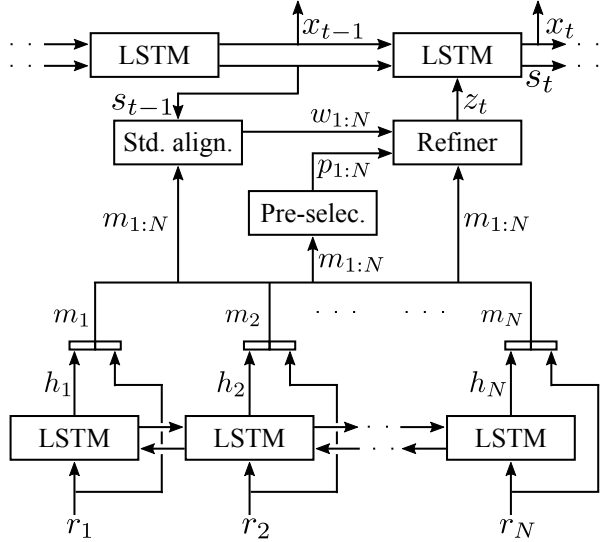 x_{t-1} x_t
· · LSTM LSTM · ·
s_{t-1} z_t s_t
w_{1:N}
Std. align. Refiner
p_{1:N}
Pre-selec.
m_{1:N} m_{1:N} m_{1:N}
m_1 m_2 · · · · · · m_N
h_1 h_2 h_N
LSTM LSTM · · · LSTM
r_1 r_2 r_N